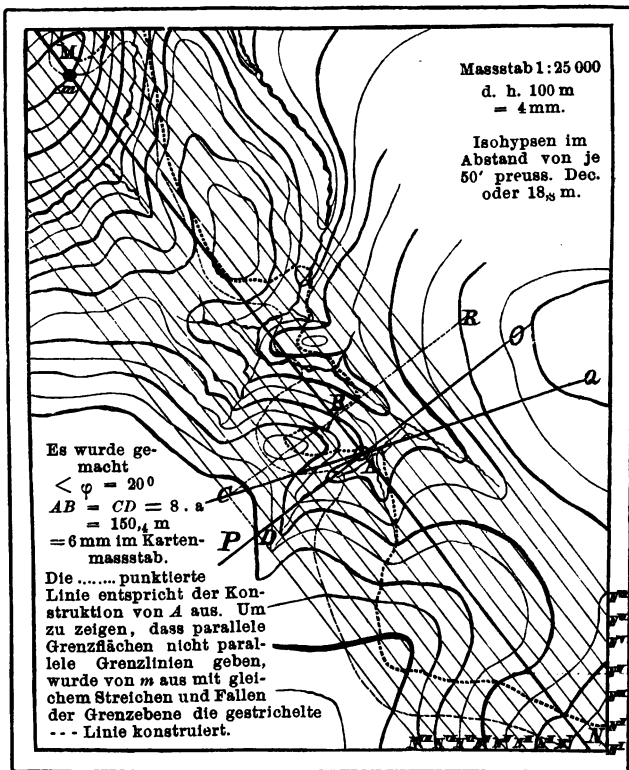 M
m
Massstab 1 : 25 000
d. h. 100 m
= 4 mm.
Isohypsen im
Abstand von je
50′ preuss. Dec.
oder 18,₈ m.
A
R
O
a
B
A
C
P
D
Es wurde ge-
macht
< φ = 20⁰
AB = CD = 8 . a
= 150,₄ m
= 6 mm im Karten-
massstab.
Die ........ punktierte
Linie entspricht der Kon-
struktion von A aus. Um
zu zeigen, dass parallele
Grenzflächen nicht paral-
lele Grenzlinien geben,
wurde von m aus mit glei-
chem Streichen und Fallen
der Grenzebene die gestrichelte
- - - Linie konstruiert.
N